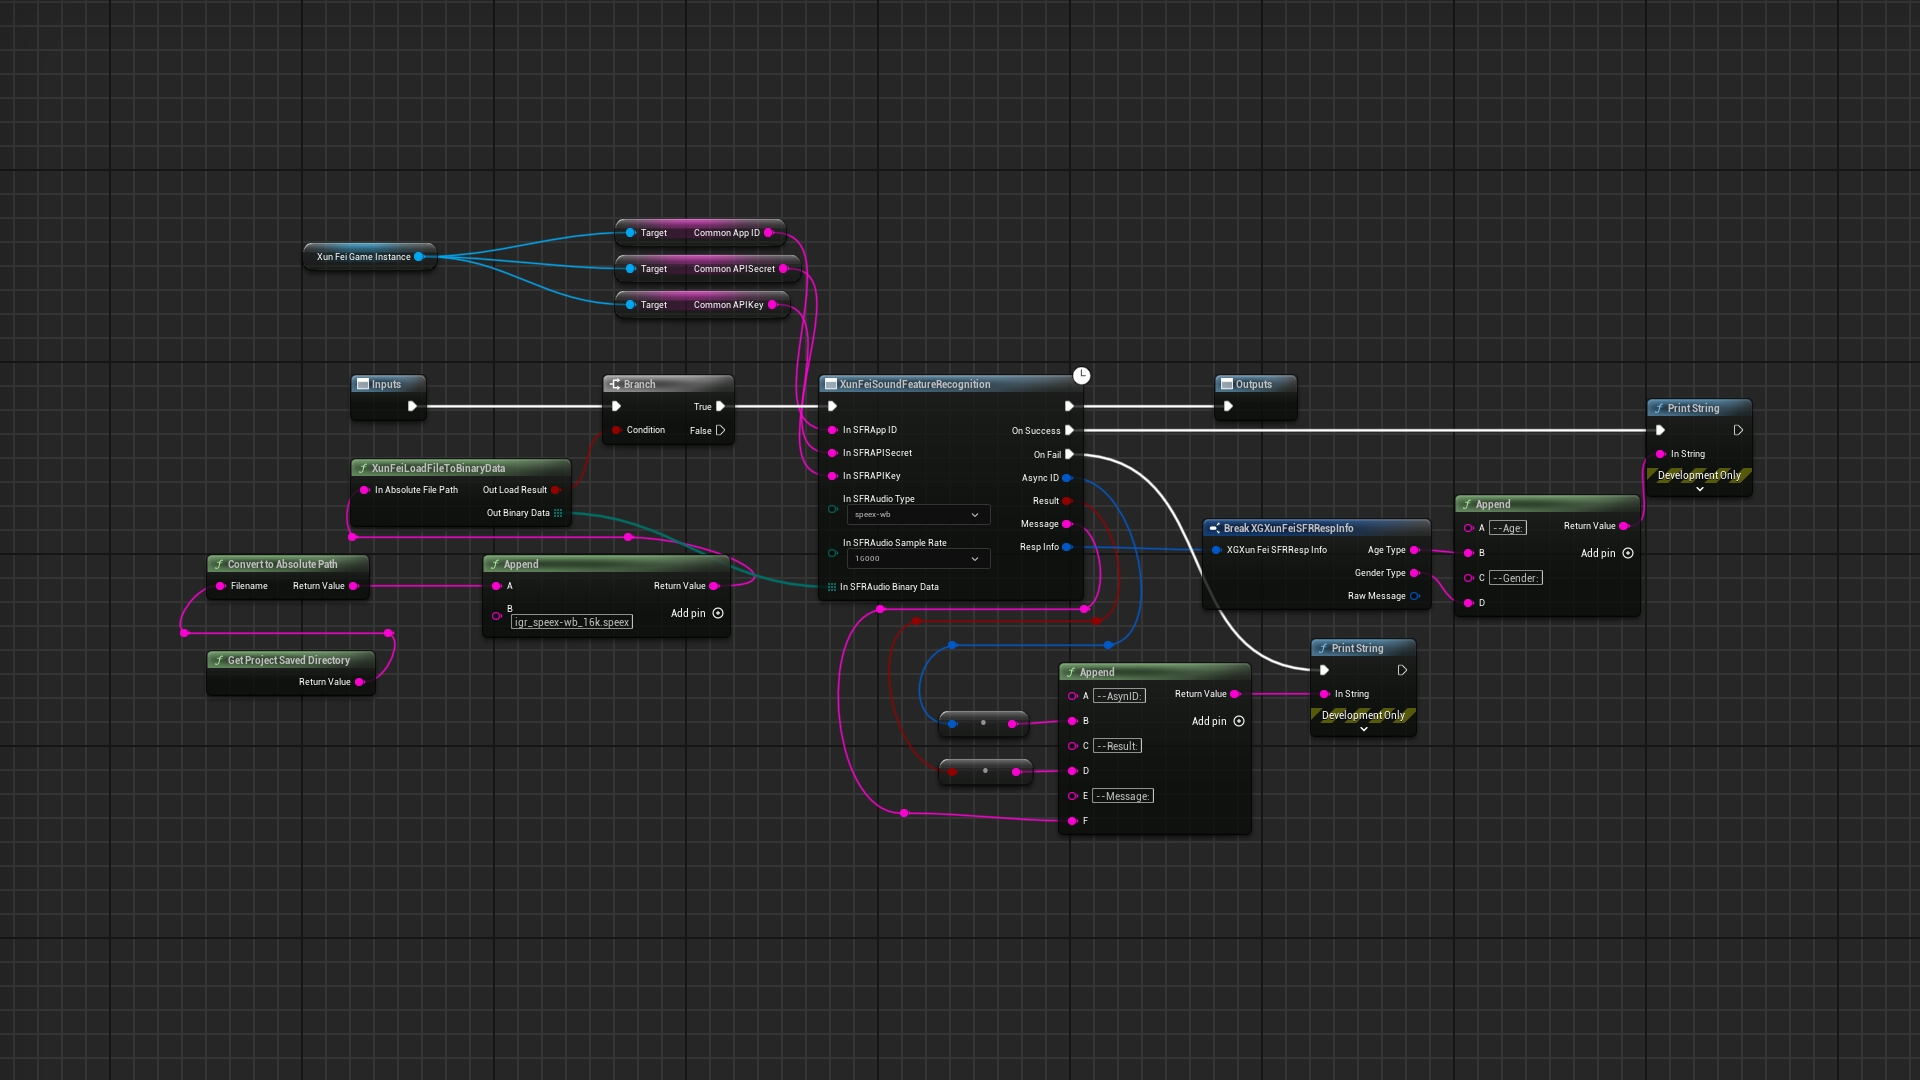 Xun Fei Game Instance
Target Common App ID
Target Common APISecret
Target Common APIKey
Inputs
Branch
True
Condition False
XunFeiLoadFileToBinaryData
In Absolute File Path Out Load Result
Out Binary Data
Convert to Absolute Path
Filename Return Value
Get Project Saved Directory
Return Value
Append
A Return Value
B Add pin
igr_speex-wb_16k.speex
XunFeiSoundFeatureRecognition
In SFRApp ID On Success
In SFRAPISecret On Fail
In SFRAPIKey Async ID
In SFRAudio Type Result
speex-wb Message
In SFRAudio Sample Rate Resp Info
16000
In SFRAudio Binary Data
Outputs
Break XGXunFeiSFRRespInfo
XGXun Fei SFRResp Info Age Type
Gender Type
Raw Message
Append
A --Age: Return Value
B Add pin
C --Gender:
D
Print String
In String
Development Only
Append
A --AsynID: Return Value
B Add pin
C --Result:
D
E --Message:
F
Print String
In String
Development Only